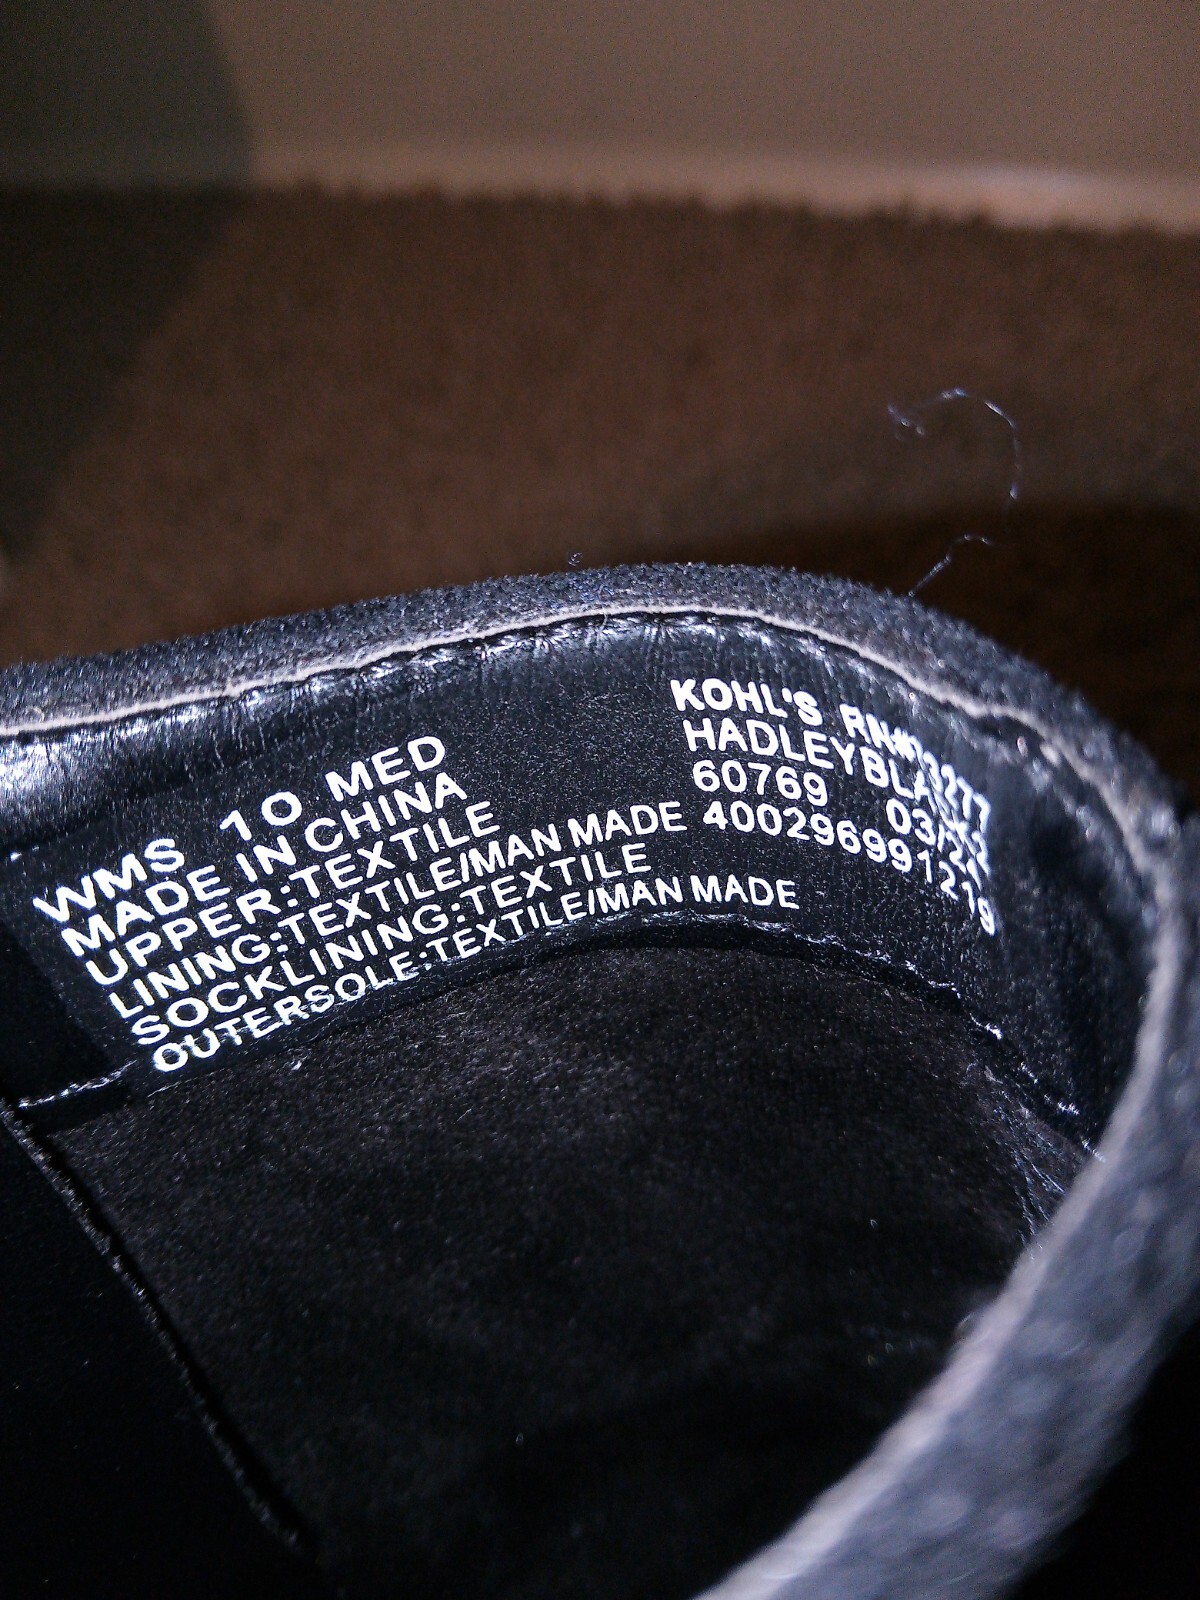 WMS 10 MED
MADE IN CHINA
UPPER:TEXTILE
LINING:TEXTILE/MAN MADE
SOCKLINING:TEXTILE
OUTERSOLE:TEXTILE/MAN MADE
KOHL'S
60769
400296991219